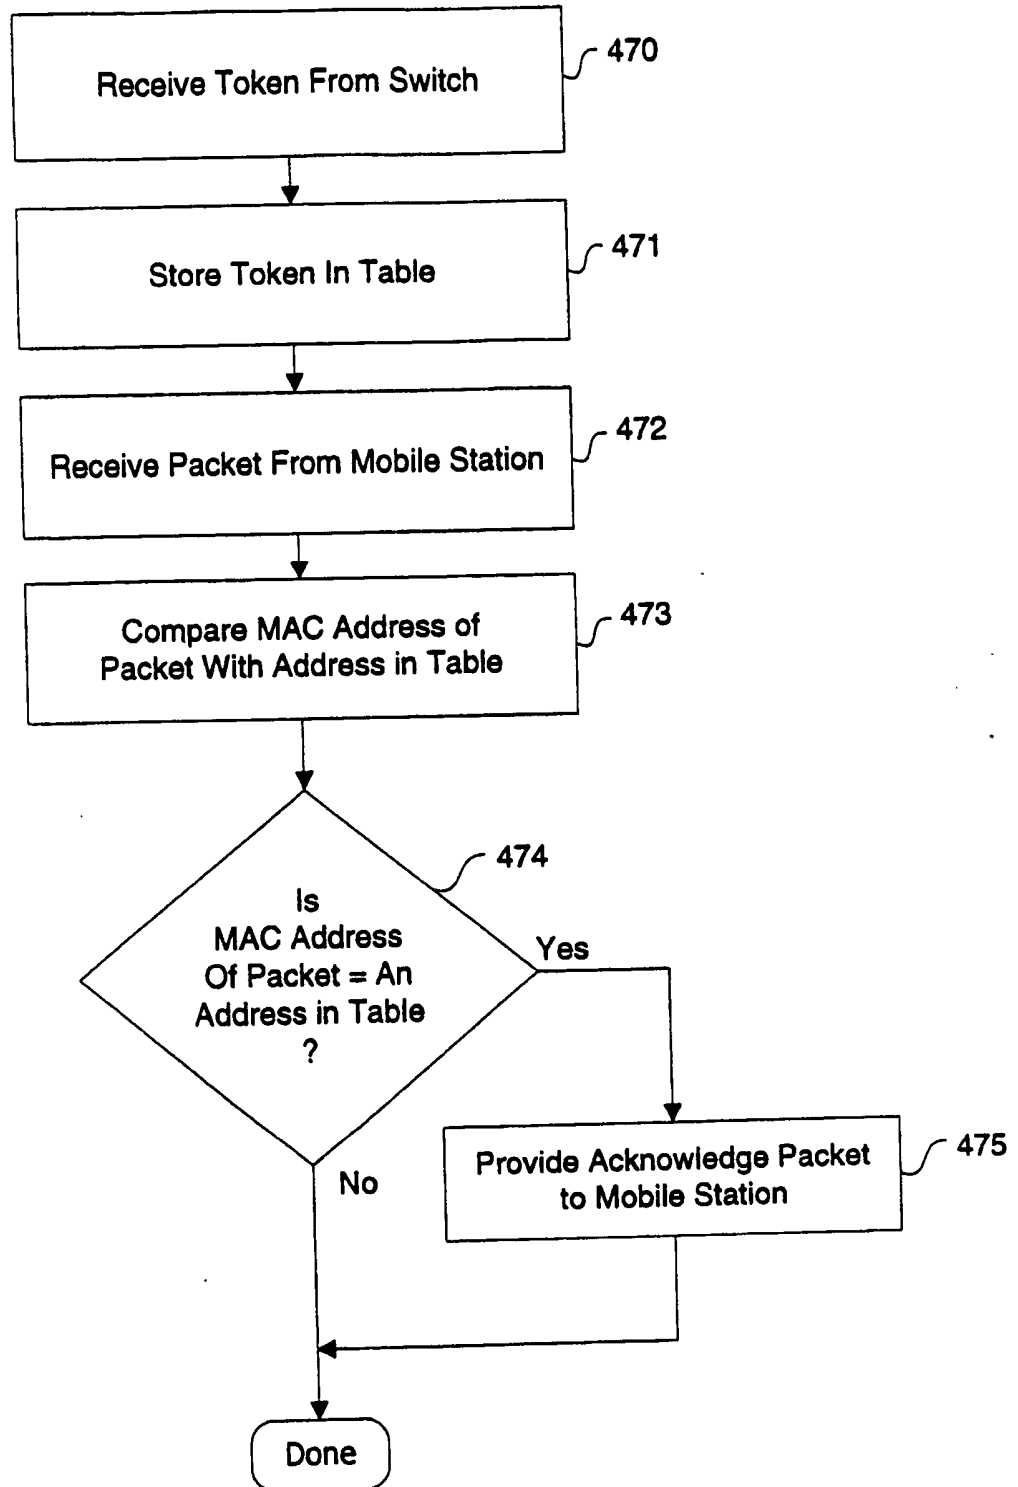 Receive Token From Switch
470
Store Token In Table
471
Receive Packet From Mobile Station
472
Compare MAC Address of
Packet With Address in Table
473
474
Is
MAC Address
Of Packet = An
Address in Table
?
Yes
No
Provide Acknowledge Packet
to Mobile Station
475
Done